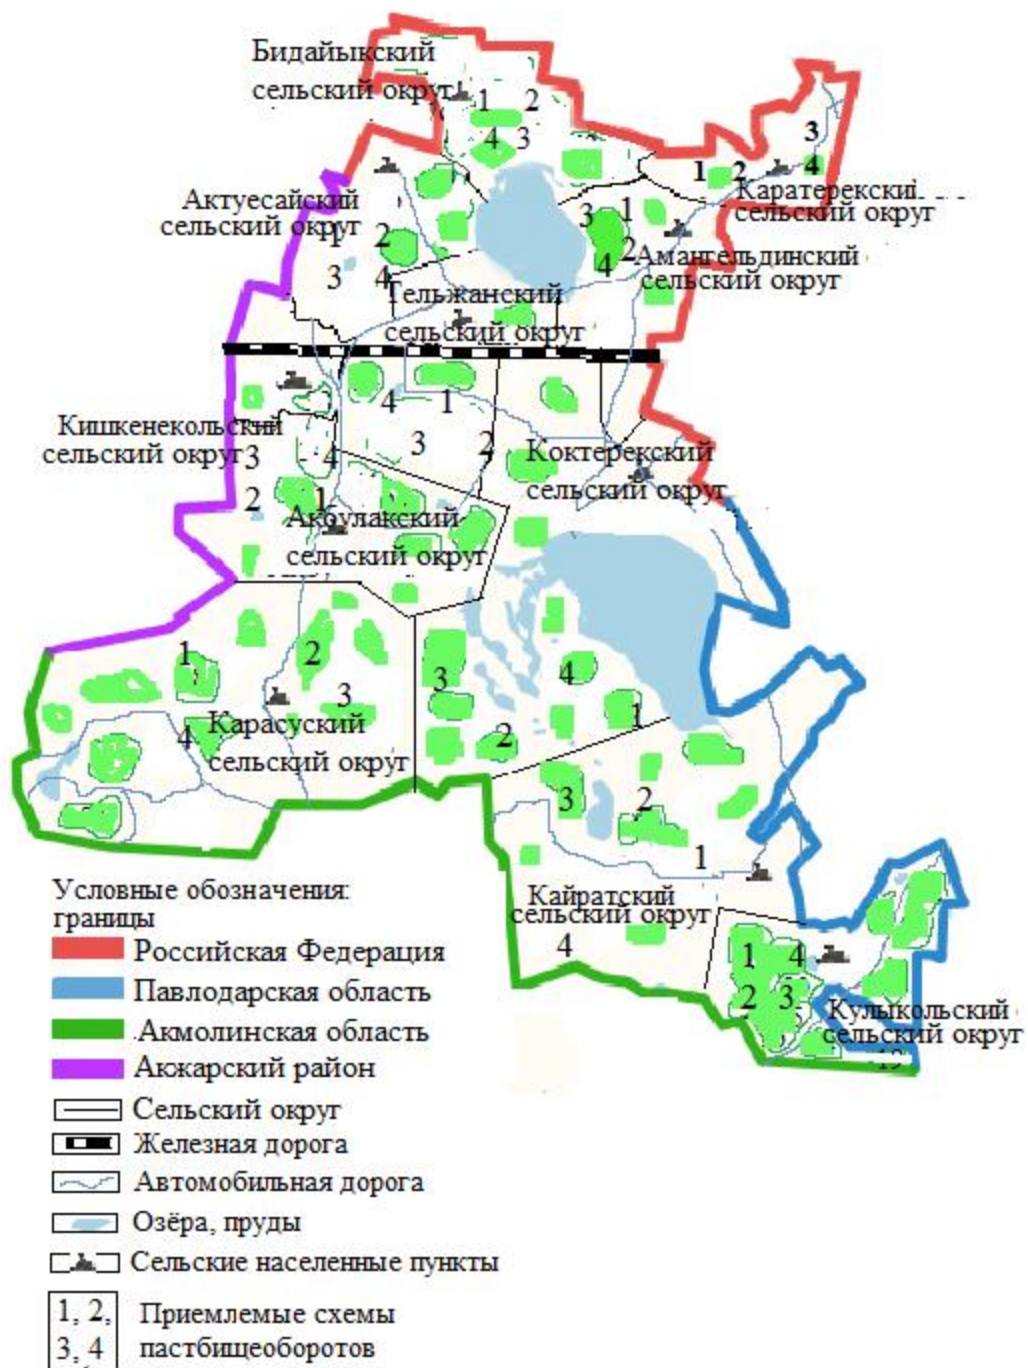 Бидайыкский
сельский округ
1 2
4 3
3
1 2 4
Каратерекский
сельский округ
Актуесайский
сельский округ
1 2
3 4
3 1
2
4
Амангельдинский
сельский округ
Тельжанский
сельский округ
4 1
3 2
Кишкенекольский
сельский округ
3 4
2 1
Коктерекский
сельский округ
Акбулакский
сельский округ
1 2
3
4
Карасуский
сельский округ
3 4
2 1
3 2
1
Кайратский
сельский округ
4
1 4
2 3
Кулыкольский
сельский округ
19
Условные обозначения:
границы
Российская Федерация
Павлодарская область
Акмолинская область
Акжарский район
Сельский округ
Железная дорога
Автомобильная дорога
Озёра, пруды
Сельские населенные пункты
1, 2, Приемлемые схемы
3, 4 пастбищеоборотов